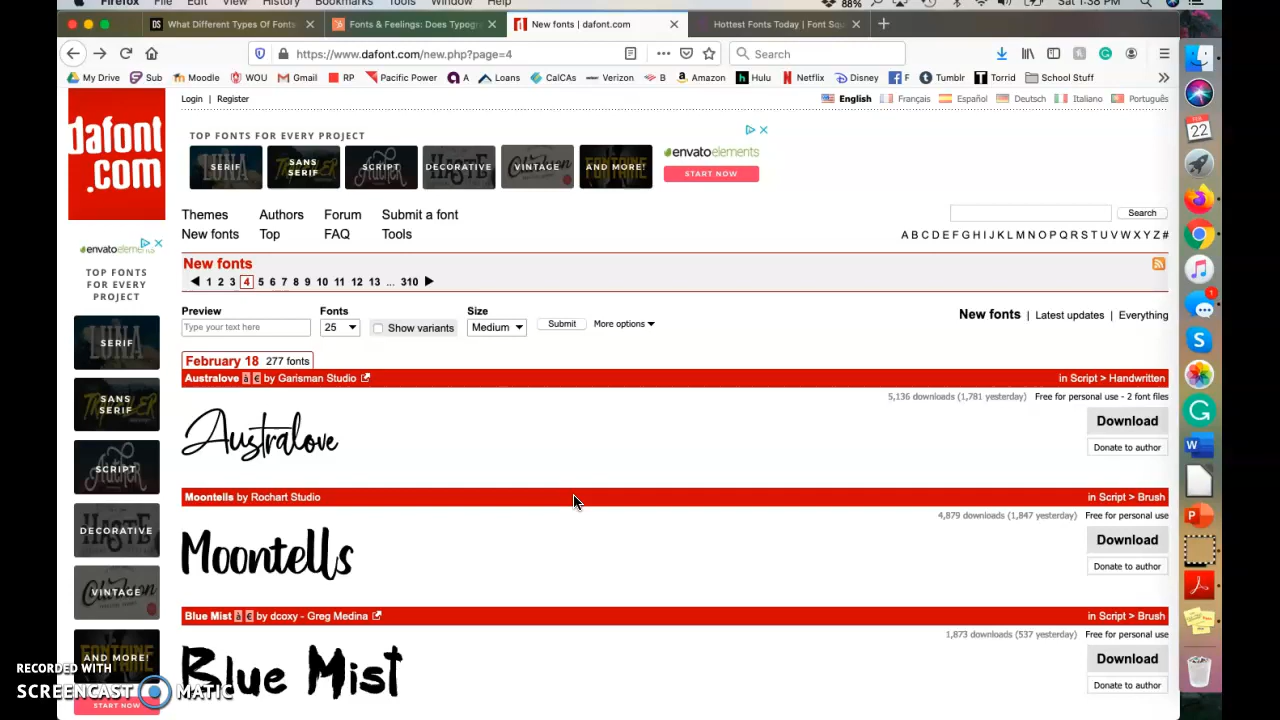 Firefox File Edit View History Bookmarks Tools Window Help 88% Sat 1:38 PM
What Different Types Of Fonts
Fonts & Feelings: Does Typogr
New fonts | dafont.com
Hottest Fonts Today | Font Squ
https://www.dafont.com/new.php?page=4
Search
My Drive Sub Moodle WOU Gmail RP Pacific Power A Loans CalCAs Verizon B Amazon Hulu Netflix Disney F Tumblr Torrid School Stuff
dafont
.com
Login | Register
English Français Español Deutsch Italiano Português
TOP FONTS FOR EVERY PROJECT
SERIF
SANS
SERIF
SCRIPT
DECORATIVE
VINTAGE
AND MORE!
envatoelements
START NOW
Themes Authors Forum Submit a font
New fonts Top FAQ Tools
Search
A B C D E F G H I J K L M N O P Q R S T U V W X Y Z #
New fonts
1 2 3 4 5 6 7 8 9 10 11 12 13 ... 310
Preview Fonts Size
Type your text here 25 Show variants Medium Submit More options
New fonts | Latest updates | Everything
February 18 277 fonts
Australove à € by Garisman Studio in Script > Handwritten
5,136 downloads (1,781 yesterday) Free for personal use - 2 font files
Australove
Download
Donate to author
Moontells by Rochart Studio in Script > Brush
4,879 downloads (1,847 yesterday) Free for personal use
Moontells
Download
Donate to author
Blue Mist à € by dcoxy - Greg Medina in Script > Brush
1,873 downloads (537 yesterday) Free for personal use
Blue Mist
Download
Donate to author
envatoelements
TOP FONTS
FOR EVERY
PROJECT
SERIF
SANS
SERIF
SCRIPT
DECORATIVE
VINTAGE
AND MORE!
START NOW
FEB
22
1
RECORDED WITH
SCREENCAST MATIC